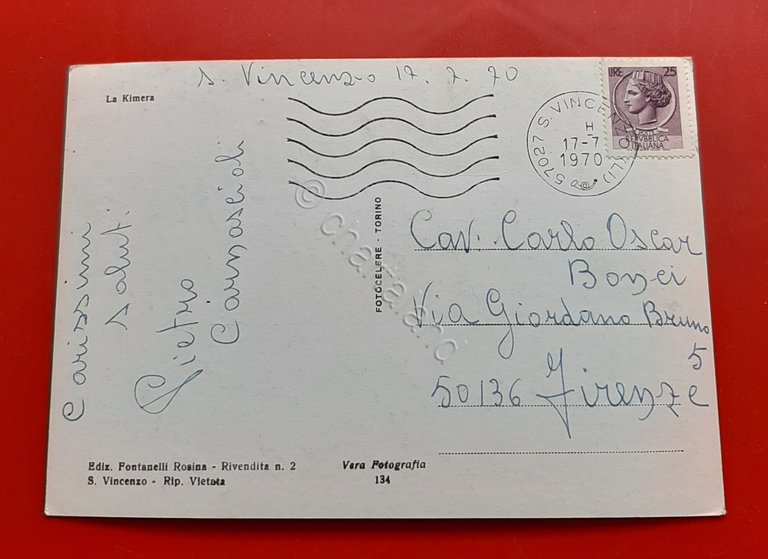 S. Vincenzo 17.7.70
La Kimera
Carissimi
saluti.
Pietro
FOTOCELERE TORINO
57027 S. VINCENZO (LI)
H
17-7
1970
LIRE 25
REPUBBLICA
ITALIANA
Cav. Carlo Oscar
Via Giordano Bruno
5
50136 Firenze
Ediz. Fontanelli Rosina - Rivendita n. 2
S. Vincenzo - Rip. Vietata
Vera Fotografia
134
© chartaland